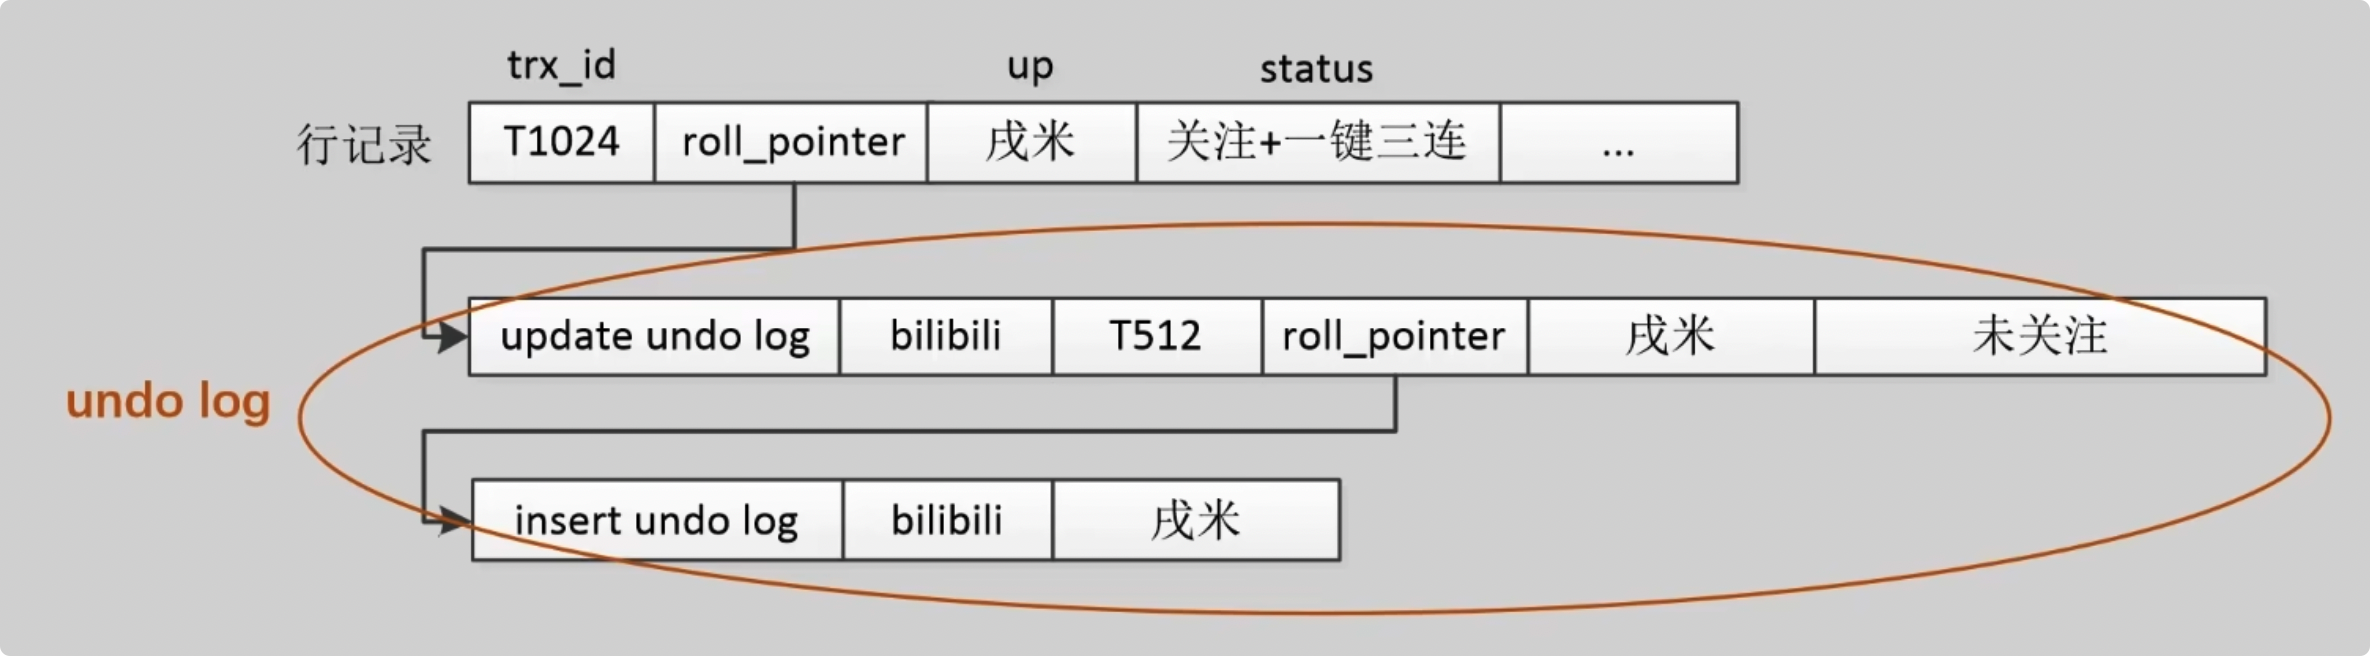 trx_id up status
行记录 T1024 roll_pointer 戌米 关注+一键三连 ...
update undo log bilibili T512 roll_pointer 戌米 未关注
undo log
insert undo log bilibili 戌米